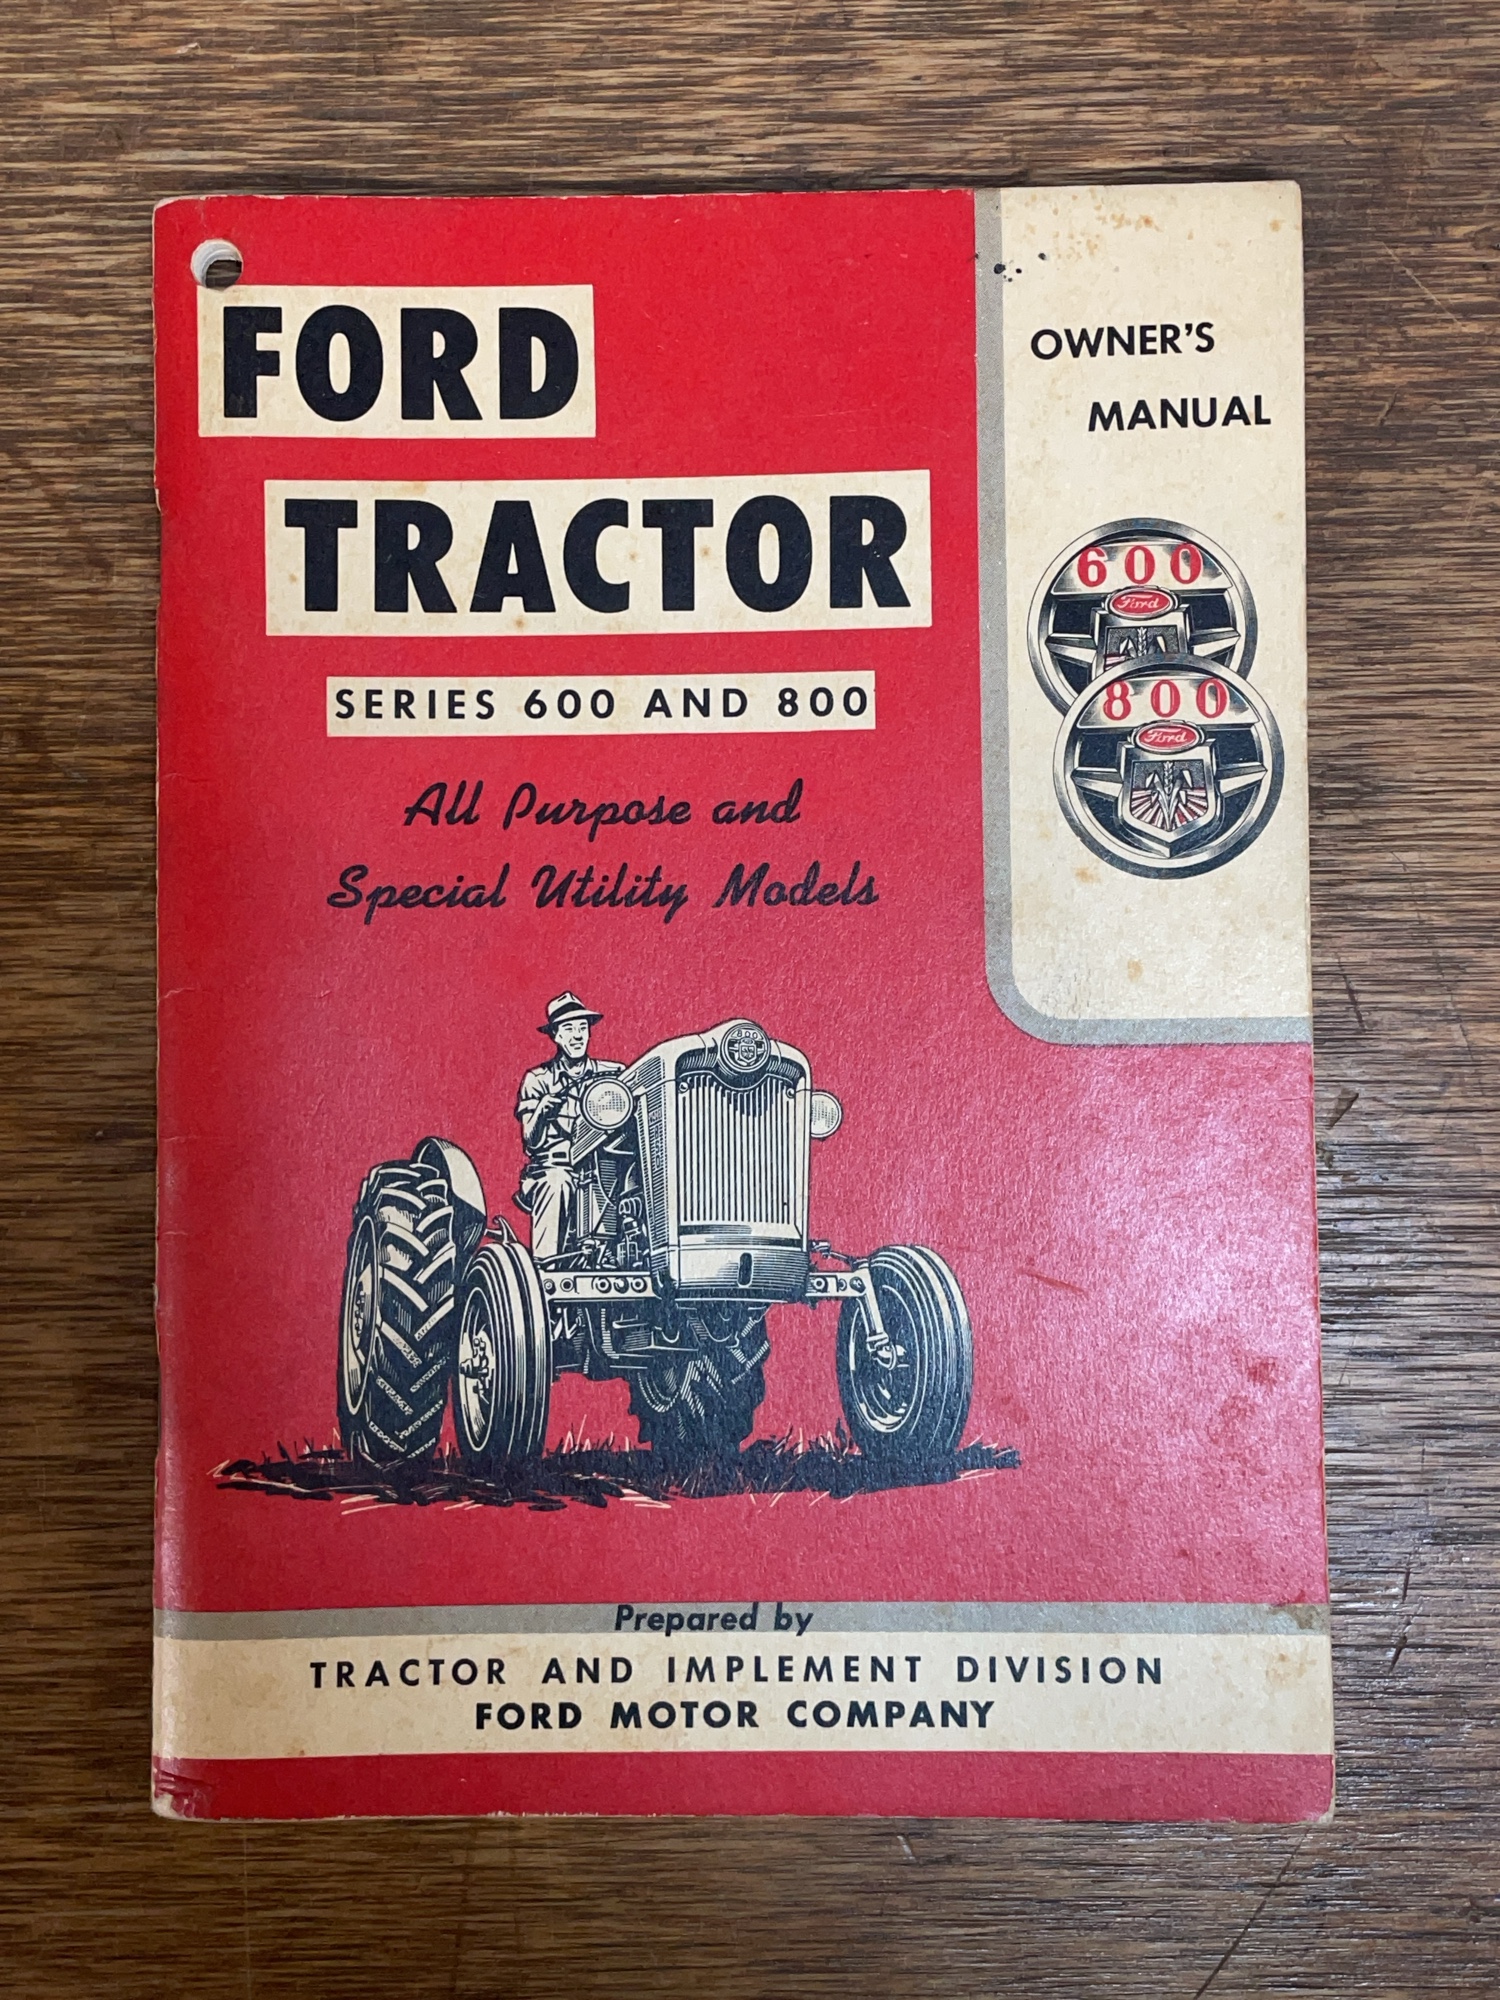 FORD
TRACTOR
SERIES 600 AND 800
All Purpose and
Special Utility Models
OWNER'S
MANUAL
600
Ford
800
Ford
800
Prepared by
TRACTOR AND IMPLEMENT DIVISION
FORD MOTOR COMPANY